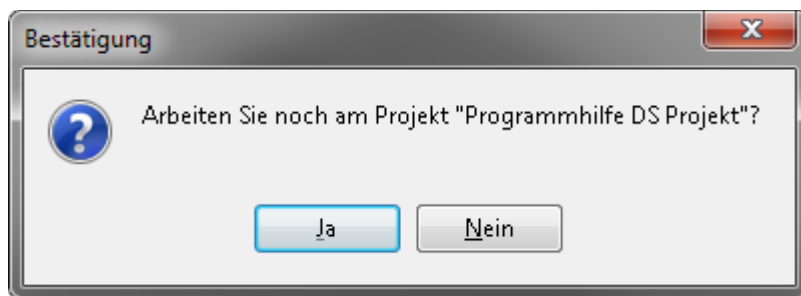 Bestätigung
Arbeiten Sie noch am Projekt "Programmhilfe DS Projekt"?
Ja
Nein